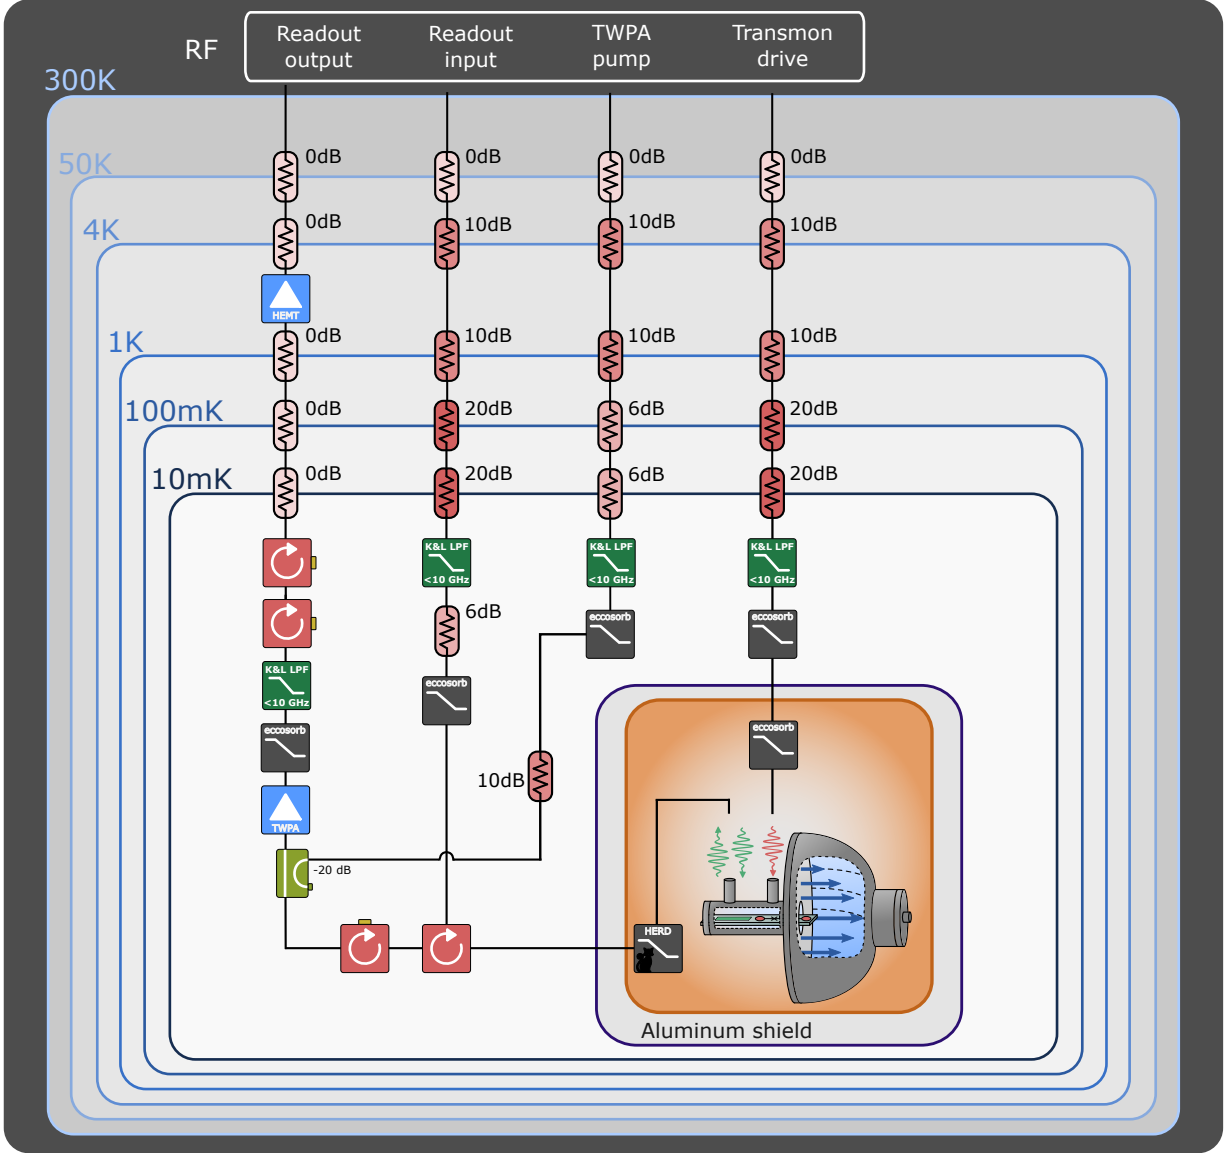 RF
Readout output
Readout input
TWPA pump
Transmon drive
300K
50K
0dB
0dB
0dB
0dB
4K
0dB
10dB
10dB
10dB
HEMT
1K
0dB
10dB
10dB
10dB
100mK
0dB
20dB
6dB
20dB
10mK
0dB
20dB
6dB
20dB
K&L LPF
<10 GHz
K&L LPF
<10 GHz
K&L LPF
<10 GHz
6dB
eccosorb
eccosorb
K&L LPF
<10 GHz
eccosorb
eccosorb
eccosorb
10dB
TWPA
-20 dB
HERD
Aluminum shield